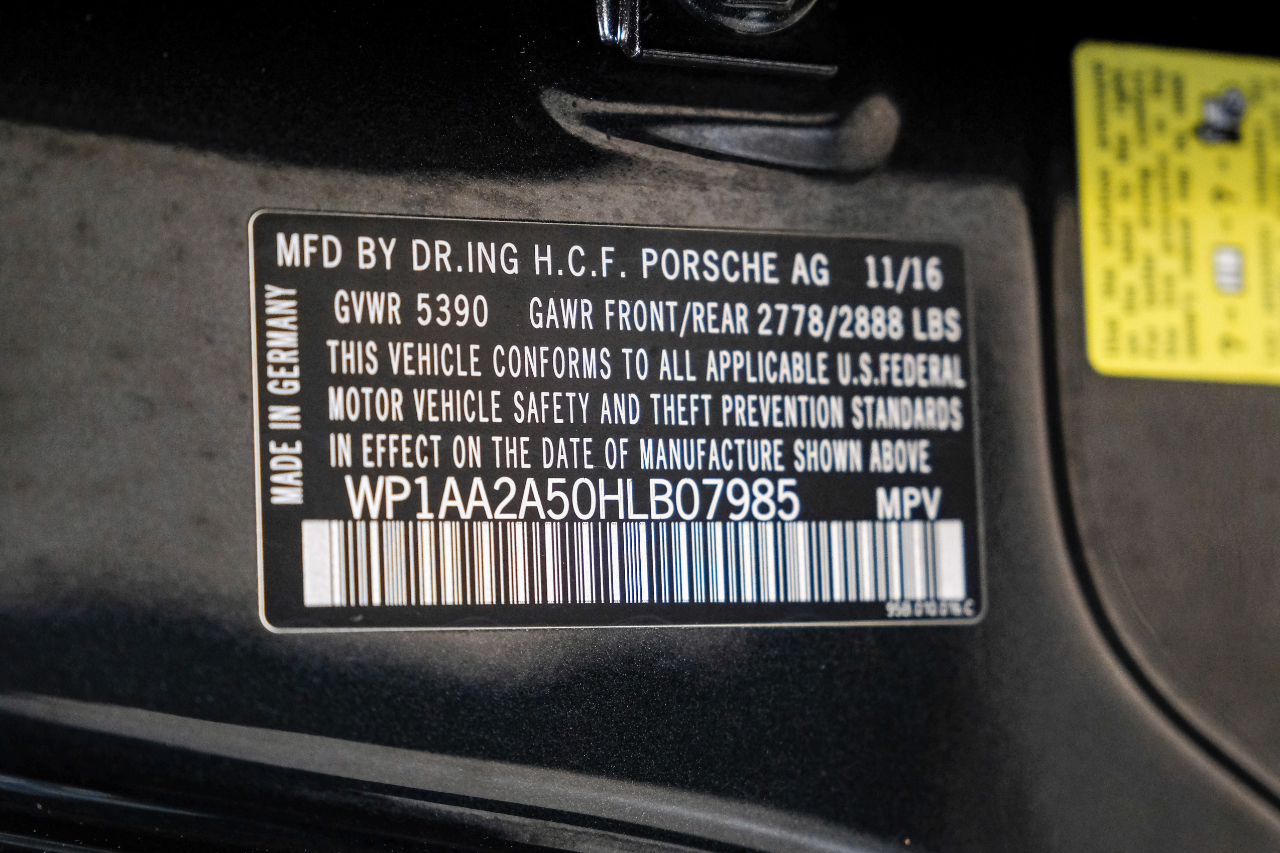 MFD BY DR.ING H.C.F. PORSCHE AG 11/16
GVWR 5390 GAWR FRONT/REAR 2778/2888 LBS
THIS VEHICLE CONFORMS TO ALL APPLICABLE U.S.FEDERAL
MOTOR VEHICLE SAFETY AND THEFT PREVENTION STANDARDS
IN EFFECT ON THE DATE OF MANUFACTURE SHOWN ABOVE
WP1AA2A50HLB07985 MPV
MADE IN GERMANY